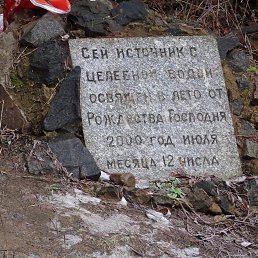 Сей источник с
целебной водой
освящен в лето от
Рождества Господня
2000 год июля
месяца 12 числа